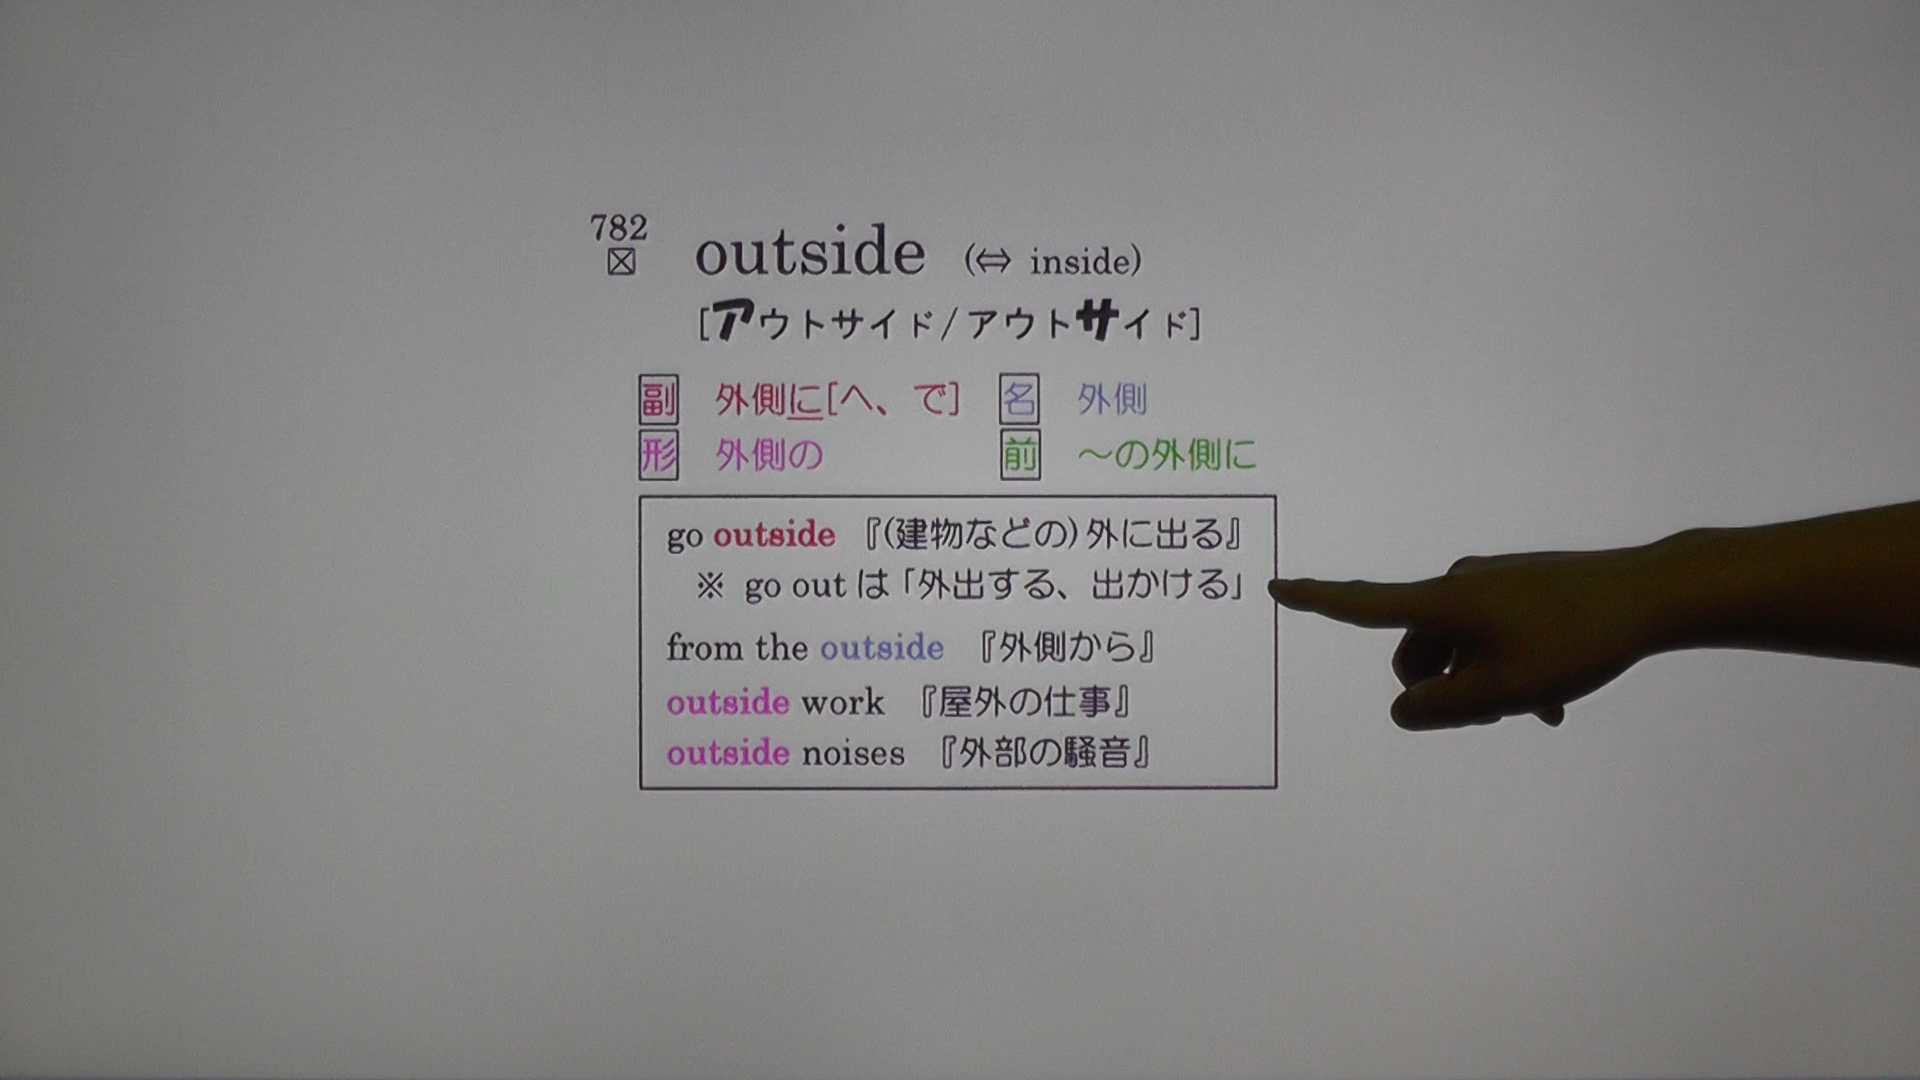 782
☒ outside (⇔ inside)
[アウトサイド/アウトサイド]
副 外側に[へ、で] 名 外側
形 外側の 前 〜の外側に
go outside 『(建物などの)外に出る』
※ go out は「外出する、出かける」
from the outside 『外側から』
outside work 『屋外の仕事』
outside noises 『外部の騒音』